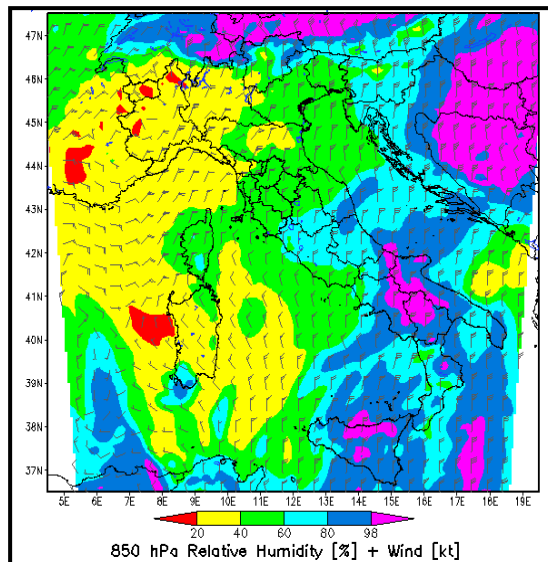 47N
46N
45N
44N
43N
42N
41N
40N
39N
38N
37N
5E 6E 7E 8E 9E 10E 11E 12E 13E 14E 15E 16E 17E 18E 19E
20 40 60 80 98
850 hPa Relative Humidity [%] + Wind [kt]